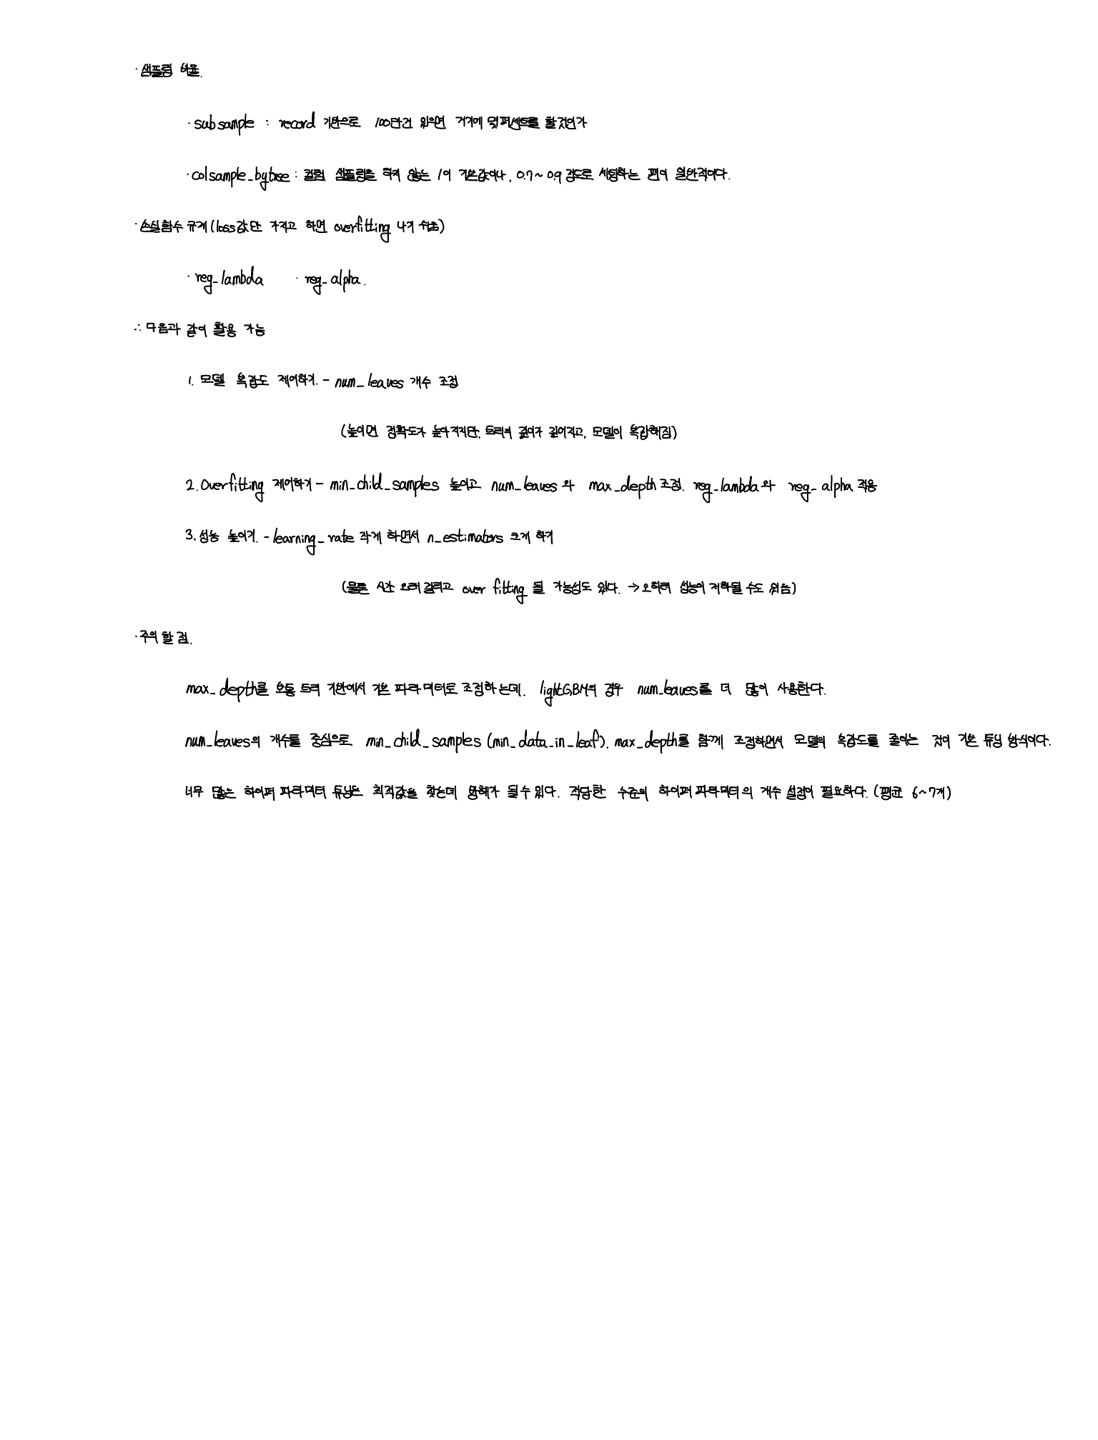 · 샘플링 비율.
· subsample : record 기반으로 100만건 있으면 거기에 몇퍼센트를 할것인가
· colsample_bytree : 컬럼 샘플링을 하지 않는 1이 기본값이나, 0.7~0.9 정도로 세팅하는 편이 일반적이다.
· 손실함수 규제 (loss값만 가지고 하면 overfitting 나기 쉬움)
· reg_lambda · reg_alpha.
∴ 다음과 같이 활용 가능
1. 모델 복잡도 제어하기. - num_leaves 개수 조정
(높이면 정확도가 높아지지만, 트리의 깊이가 깊어지고, 모델이 복잡해짐)
2. Overfitting 제어하기 - min_child_samples 높이고 num_leaves 와 max_depth 조정. reg_lambda와 reg_alpha 적용
3. 성능 높이기. - learning_rate 작게 하면서 n_estimators 크게 하기
(물론 시간 오래 걸리고 over fitting 될 가능성도 있다. → 오히려 성능이 저하될 수도 있음)
· 주의 할 점.
max_depth를 보통 트리 기반에서 기본 파라미터로 조정하는데, lightGBM의 경우 num_leaves를 더 많이 사용한다.
num_leaves의 개수를 중심으로 min_child_samples (min_data_in_leaf), max_depth를 함께 조정하면서 모델의 복잡도를 줄이는 것이 기본 튜닝 방식이다.
너무 많은 하이퍼 파라미터 튜닝은 최적값을 찾는데 방해가 될수있다. 적당한 수준의 하이퍼 파라미터의 개수 설정이 필요하다. (평균 6~7개)